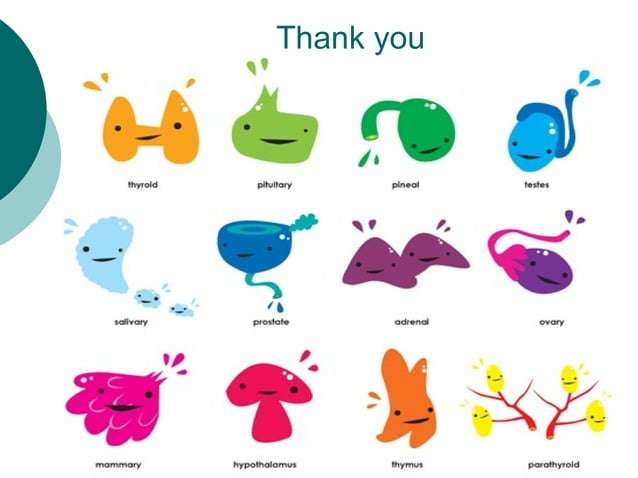 Thank you
thyroid pituitary pineal testes
salivary prostate adrenal ovary
mammary hypothalamus thymus parathyroid